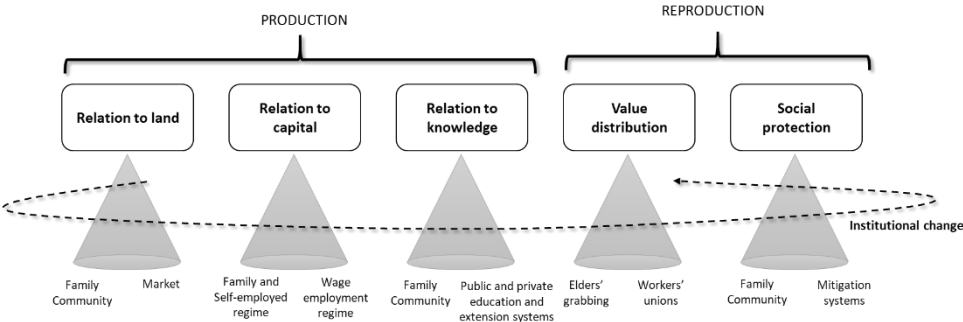 PRODUCTION
REPRODUCTION
Relation to land
Relation to
capital
Relation to
knowledge
Value
distribution
Social
protection
Institutional change
Family
Community
Market
Family and
Self-employed
regime
Wage
employment
regime
Family
Community
Public and private
education and
extension systems
Elders'
grabbing
Workers'
unions
Family
Community
Mitigation
systems